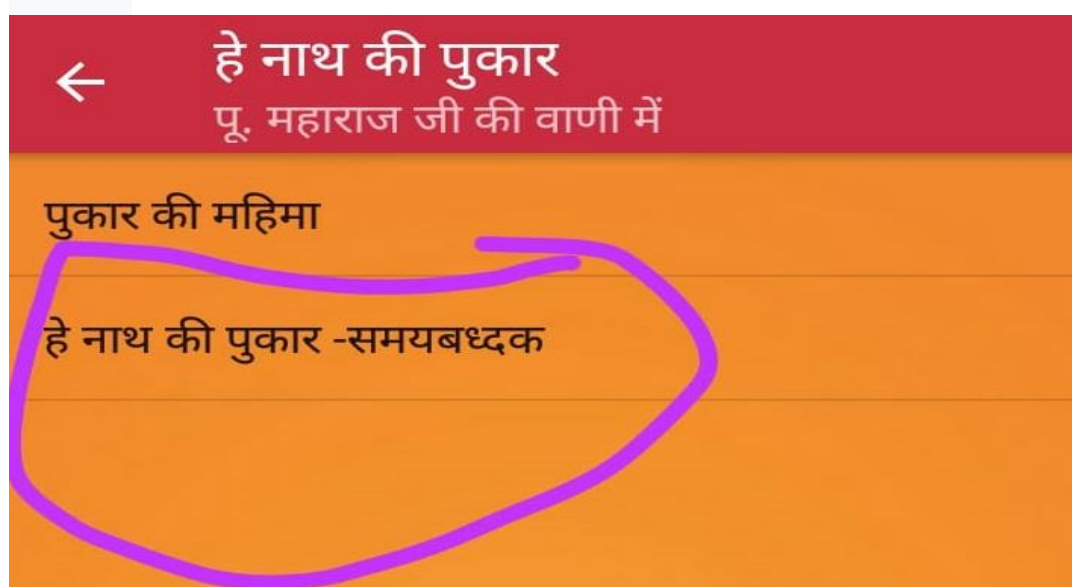 हे नाथ की पुकार
पू. महाराज जी की वाणी में
पुकार की महिमा
हे नाथ की पुकार -समयबध्दक